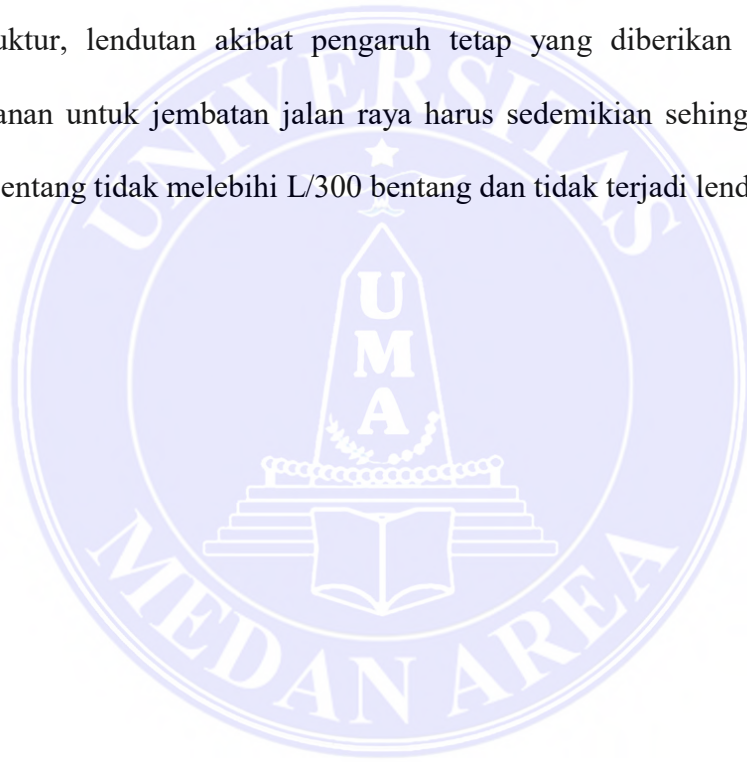 uktur, lendutan akibat pengaruh tetap yang diberikan
anan untuk jembatan jalan raya harus sedemikian sehing
entang tidak melebihi L/300 bentang dan tidak terjadi lend
UNIVERSITAS
U
M
A
MEDAN AREA